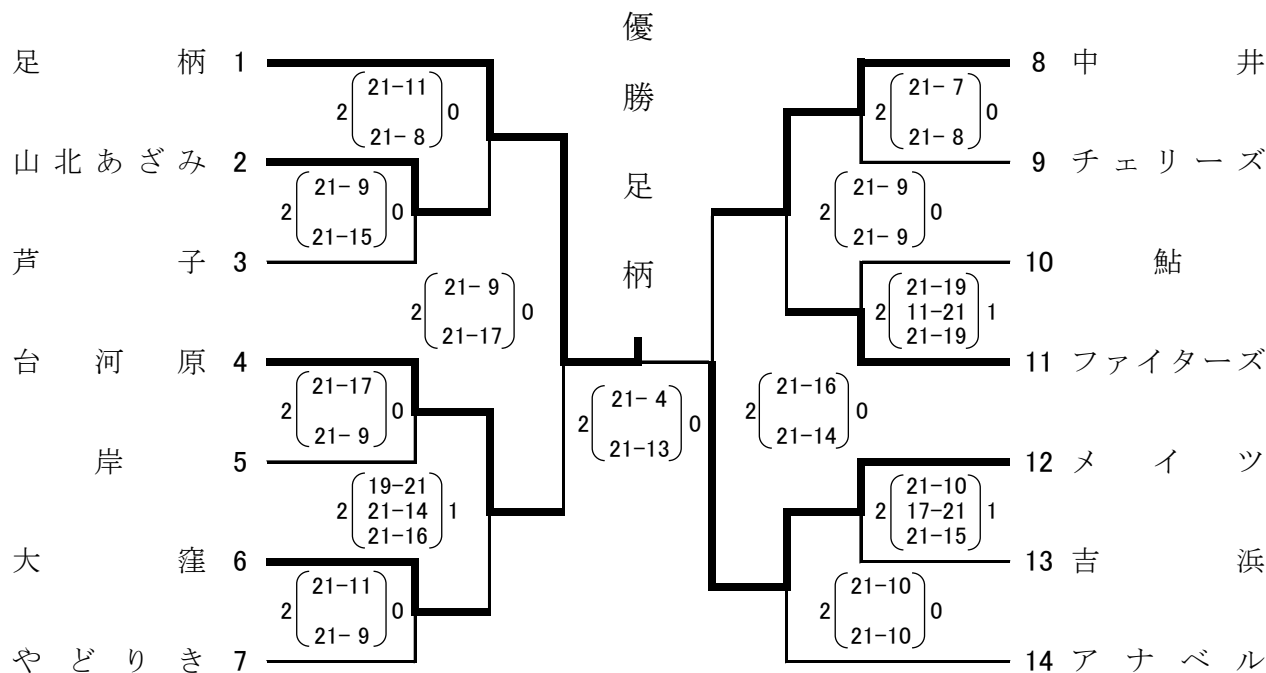 優勝 足柄
足柄 1
2 21-11 0
21- 8
山北あざみ 2
2 21- 9 0
21-15
芦子 3
2 21- 9 0
21-17
台河原 4
2 21-17 0
21- 9
岸 5
2 19-21 1
21-14
21-16
大窪 6
2 21-11 0
21- 9
やどりき 7
2 21- 4 0
21-13
8 中井
2 21- 7 0
21- 8
9 チェリーズ
2 21- 9 0
21- 9
10 鮎
2 21-19 1
11-21
21-19
11 ファイターズ
2 21-16 0
21-14
12 メイツ
2 21-10 1
17-21
21-15
13 吉浜
2 21-10 0
21-10
14 アナベル